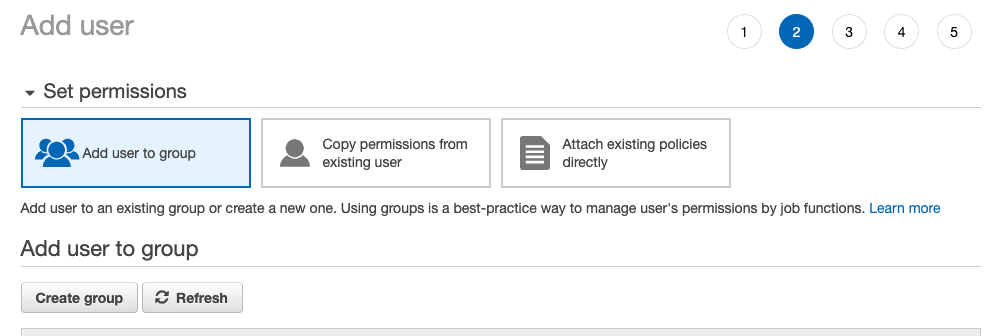 Add user
1 2 3 4 5
Set permissions
Add user to group
Copy permissions from
existing user
Attach existing policies
directly
Add user to an existing group or create a new one. Using groups is a best-practice way to manage user's permissions by job functions. Learn more
Add user to group
Create group Refresh